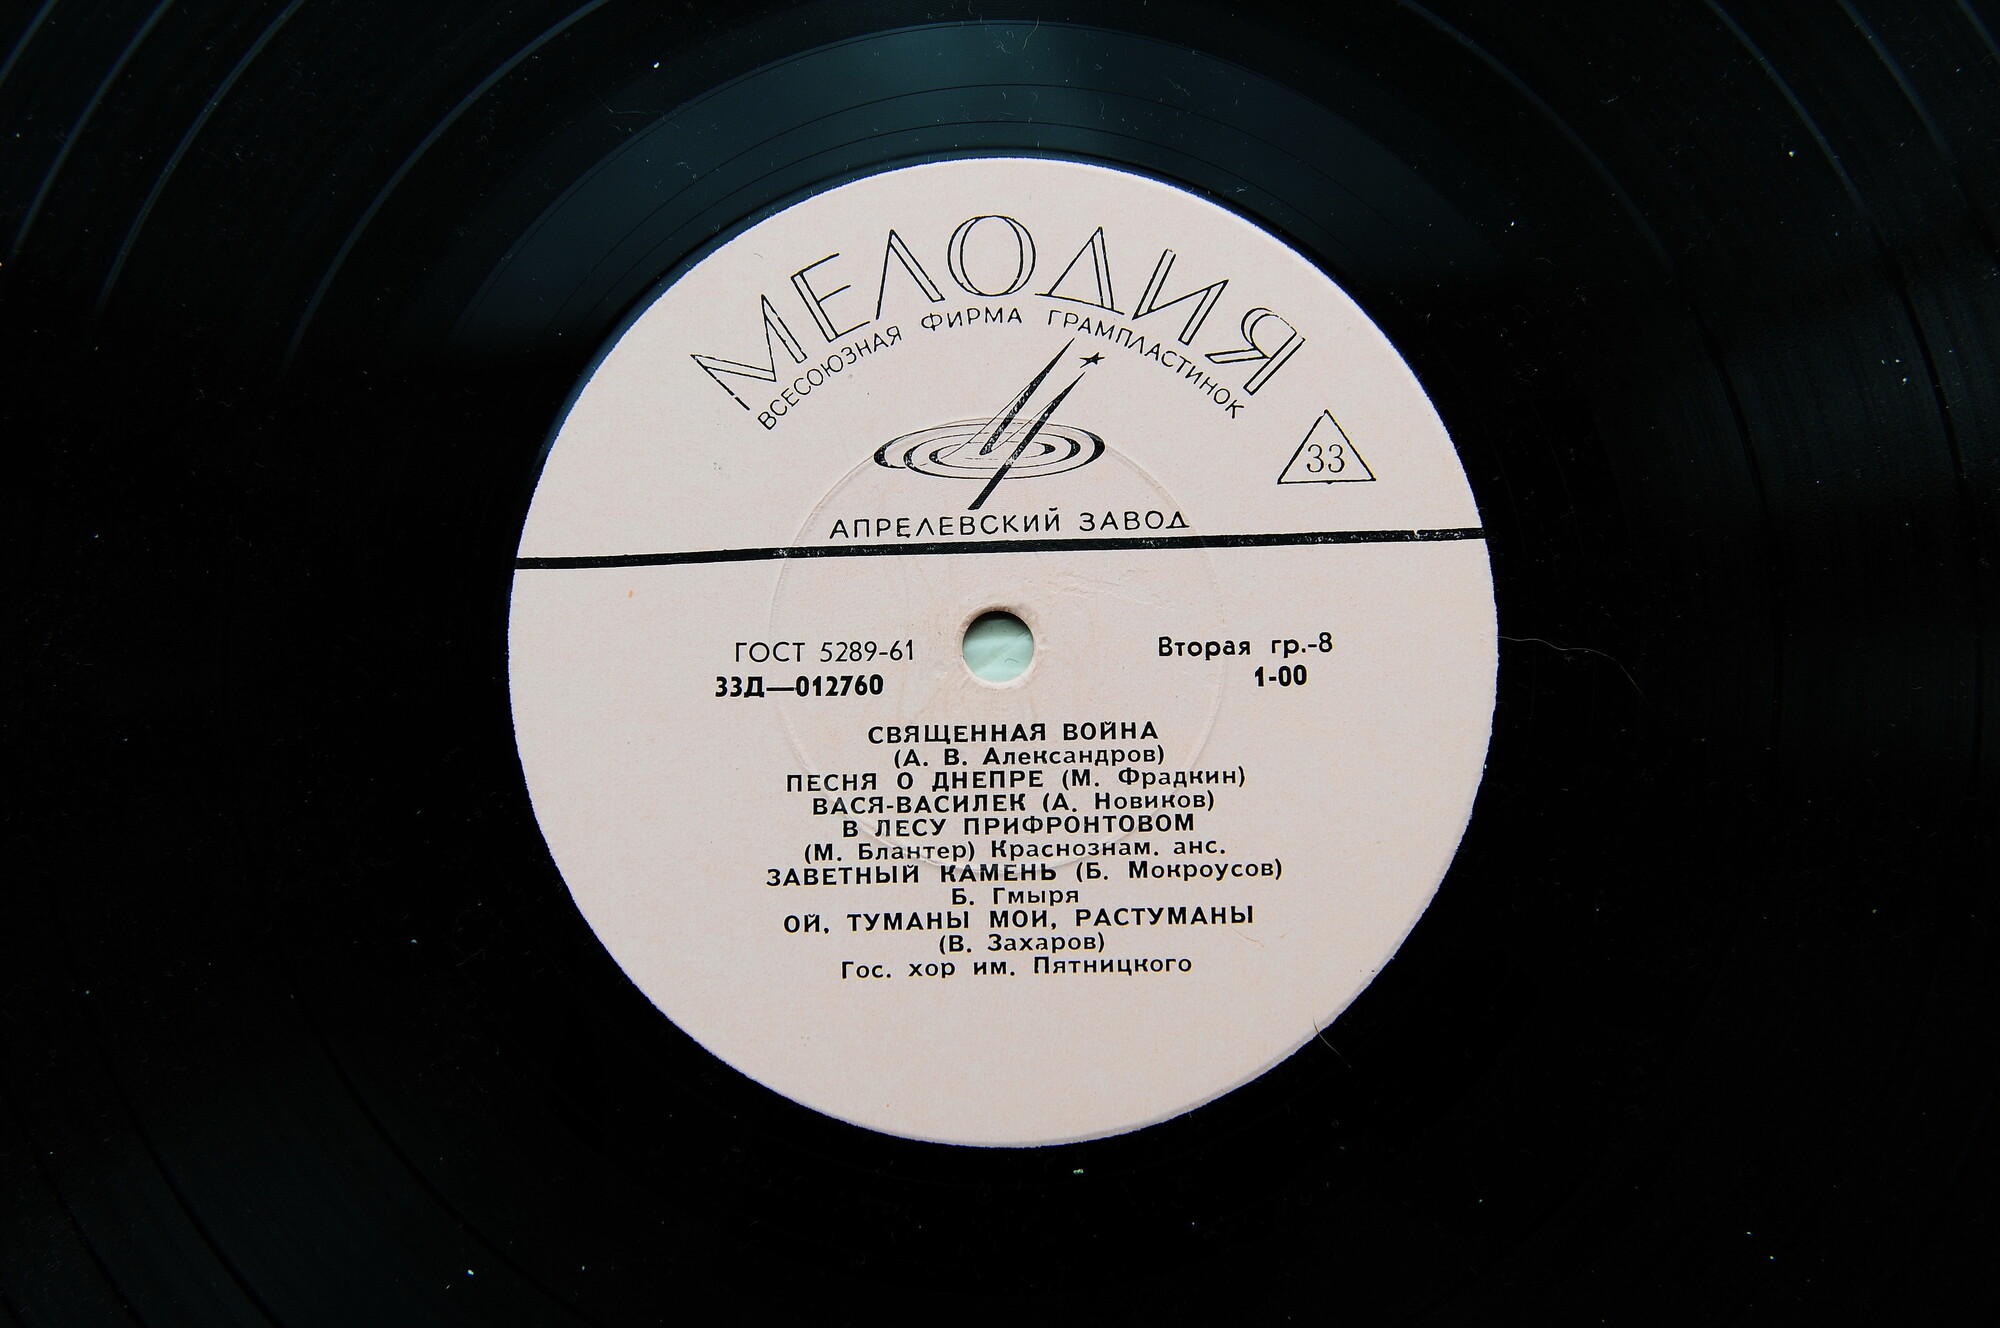 МЕЛОДИЯ
ВСЕСОЮЗНАЯ ФИРМА ГРАМПЛАСТИНОК
33
АПРЕЛЕВСКИЙ ЗАВОД
ГОСТ 5289-61
Вторая гр.-8
33Д—012760
1-00
СВЯЩЕННАЯ ВОЙНА
(А. В. Александров)
ПЕСНЯ О ДНЕПРЕ (М. Фрадкин)
ВАСЯ-ВАСИЛЕК (А. Новиков)
В ЛЕСУ ПРИФРОНТОВОМ
(М. Блантер) Краснознам. анс.
ЗАВЕТНЫЙ КАМЕНЬ (Б. Мокроусов)
Б. Гмыря
ОЙ, ТУМАНЫ МОИ, РАСТУМАНЫ
(В. Захаров)
Гос. хор им. Пятницкого